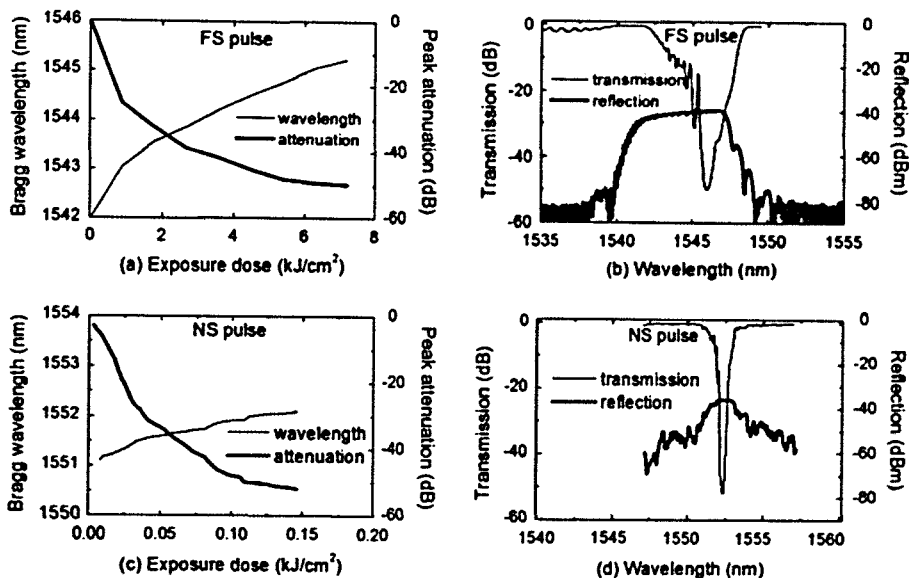 1546
1545
1544
1543
1542
Bragg wavelength (nm)
FS pulse
wavelength
attenuation
0
-20
-40
-60
Peak attenuation (dB)
0 2 4 6 8
(a) Exposure dose (kJ/cm²)
0
-20
-40
-60
Transmission (dB)
FS pulse
transmission
reflection
0
-20
-40
-60
-80
Reflection (dBm)
1535 1540 1545 1550 1555
(b) Wavelength (nm)
1554
1553
1552
1551
1550
Bragg wavelength (nm)
NS pulse
wavelength
attenuation
0
-20
-40
-60
Peak attenuation (dB)
0.00 0.05 0.10 0.15 0.20
(c) Exposure dose (kJ/cm²)
0
-20
-40
-60
Transmission (dB)
NS pulse
transmission
reflection
0
-20
-40
-60
-80
Reflection (dBm)
1540 1545 1550 1555 1560
(d) Wavelength (nm)